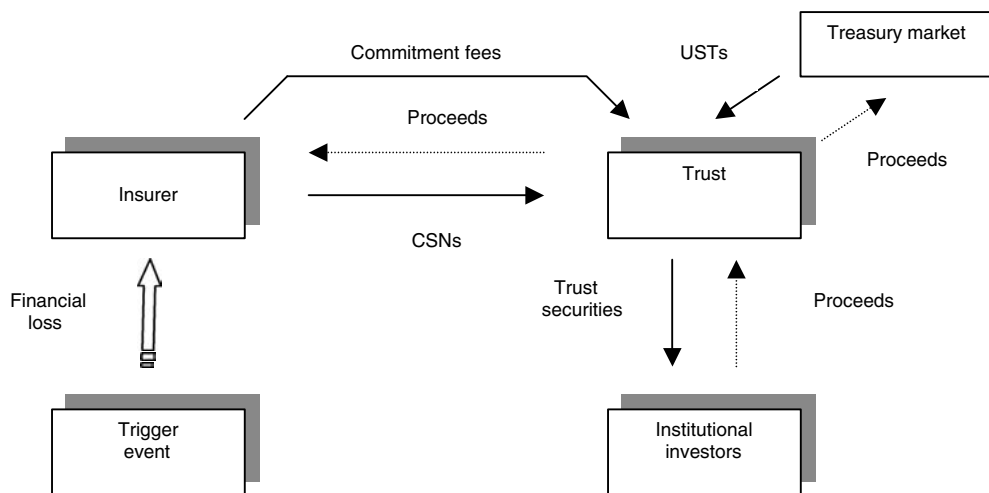 Treasury market
Commitment fees
USTs
Proceeds
Proceeds
Insurer
Trust
CSNs
Financial
loss
Trust
securities
Proceeds
Trigger
event
Institutional
investors